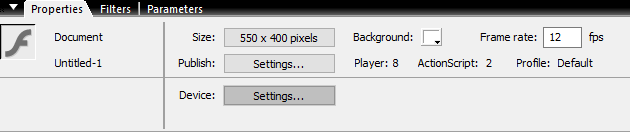 Properties Filters Parameters
Document Size: 550 x 400 pixels Background: Frame rate: 12 fps
Untitled-1 Publish: Settings... Player: 8 ActionScript: 2 Profile: Default
Device: Settings...